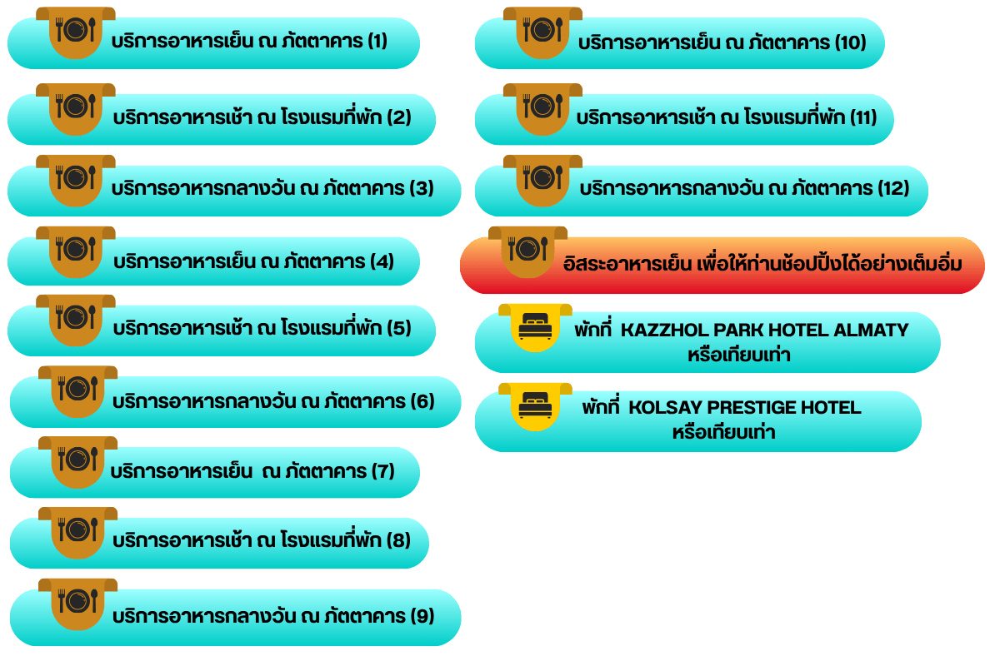 บริการอาหารเย็น ณ ภัตตาคาร (1)
บริการอาหารเช้า ณ โรงแรมที่พัก (2)
บริการอาหารกลางวัน ณ ภัตตาคาร (3)
บริการอาหารเย็น ณ ภัตตาคาร (4)
บริการอาหารเช้า ณ โรงแรมที่พัก (5)
บริการอาหารกลางวัน ณ ภัตตาคาร (6)
บริการอาหารเย็น ณ ภัตตาคาร (7)
บริการอาหารเช้า ณ โรงแรมที่พัก (8)
บริการอาหารกลางวัน ณ ภัตตาคาร (9)
บริการอาหารเย็น ณ ภัตตาคาร (10)
บริการอาหารเช้า ณ โรงแรมที่พัก (11)
บริการอาหารกลางวัน ณ ภัตตาคาร (12)
อิสระอาหารเย็น เพื่อให้ท่านช้อปปิ้งได้อย่างเต็มอิ่ม
พักที่ KAZZHOL PARK HOTEL ALMATY
หรือเทียบเท่า
พักที่ KOLSAY PRESTIGE HOTEL
หรือเทียบเท่า